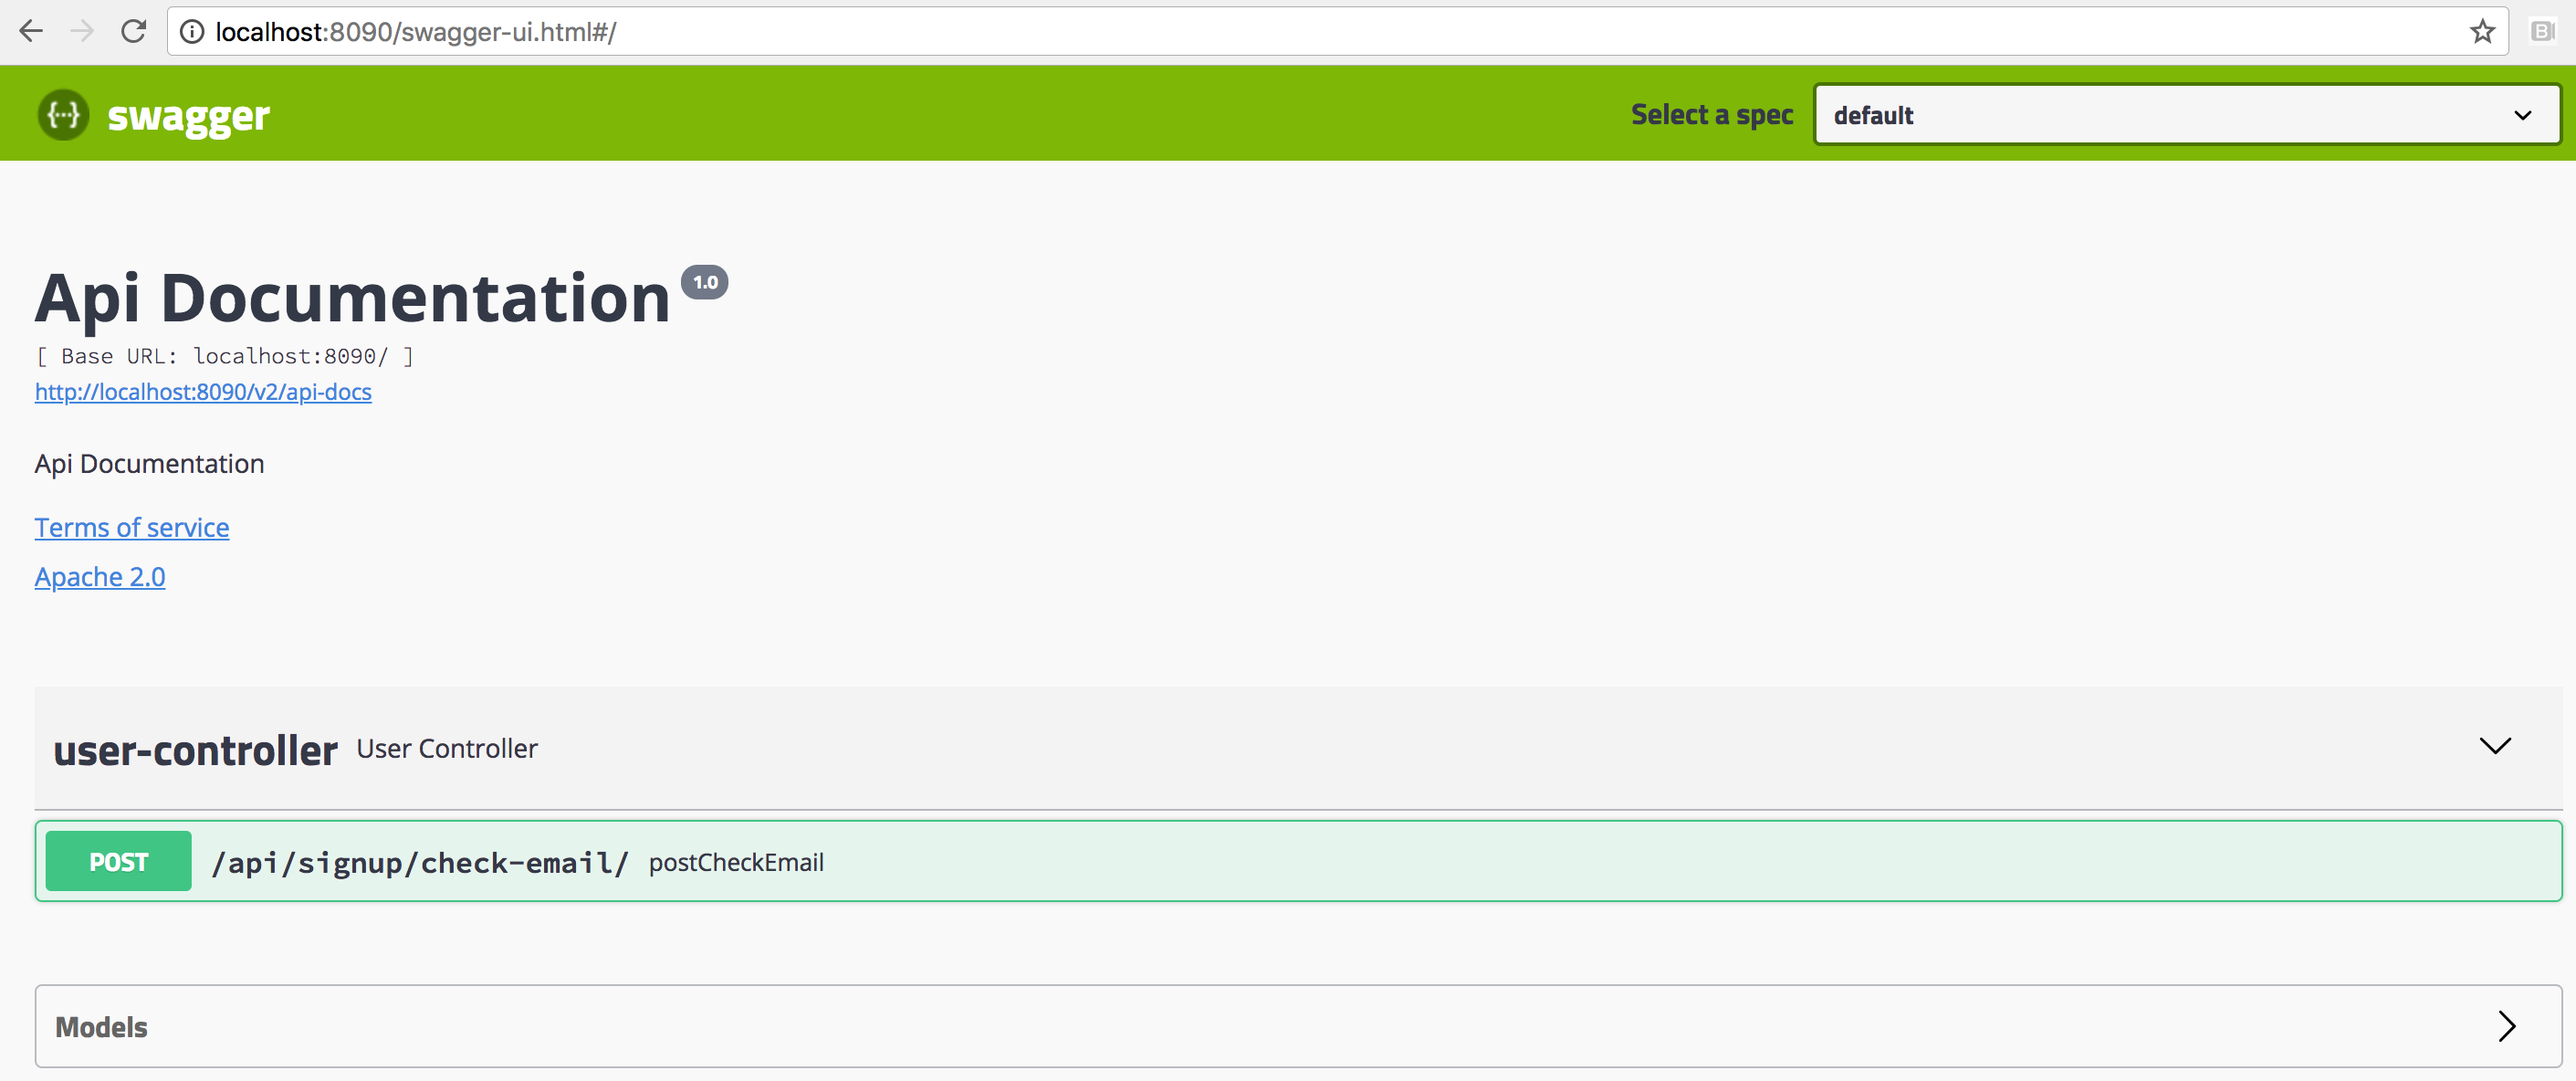 localhost:8090/swagger-ui.html#/
{···} swagger
Select a spec default
Api Documentation 1.0
[ Base URL: localhost:8090/ ]
http://localhost:8090/v2/api-docs
Api Documentation
Terms of service
Apache 2.0
user-controller User Controller
POST /api/signup/check-email/ postCheckEmail
Models